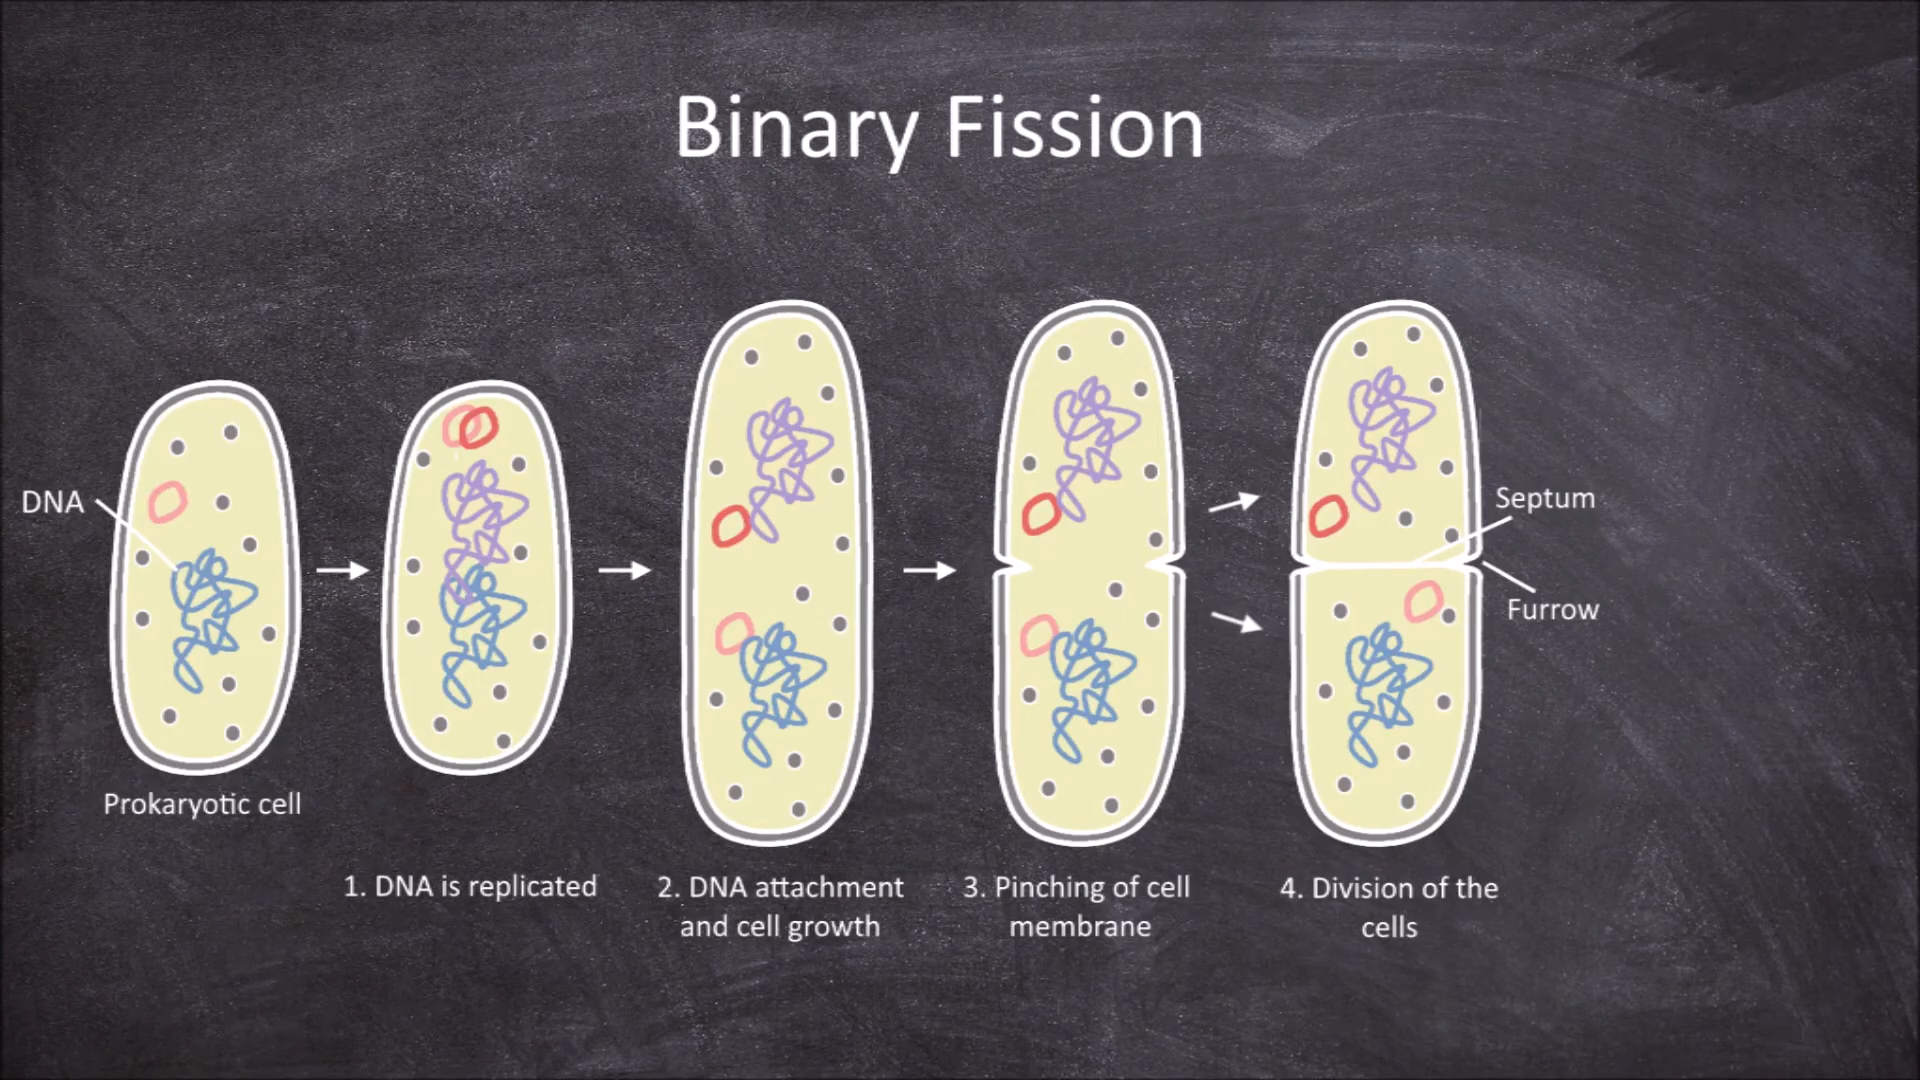 Binary Fission
DNA
Septum
Furrow
Prokaryotic cell
1. DNA is replicated
2. DNA attachment
and cell growth
3. Pinching of cell
membrane
4. Division of the
cells